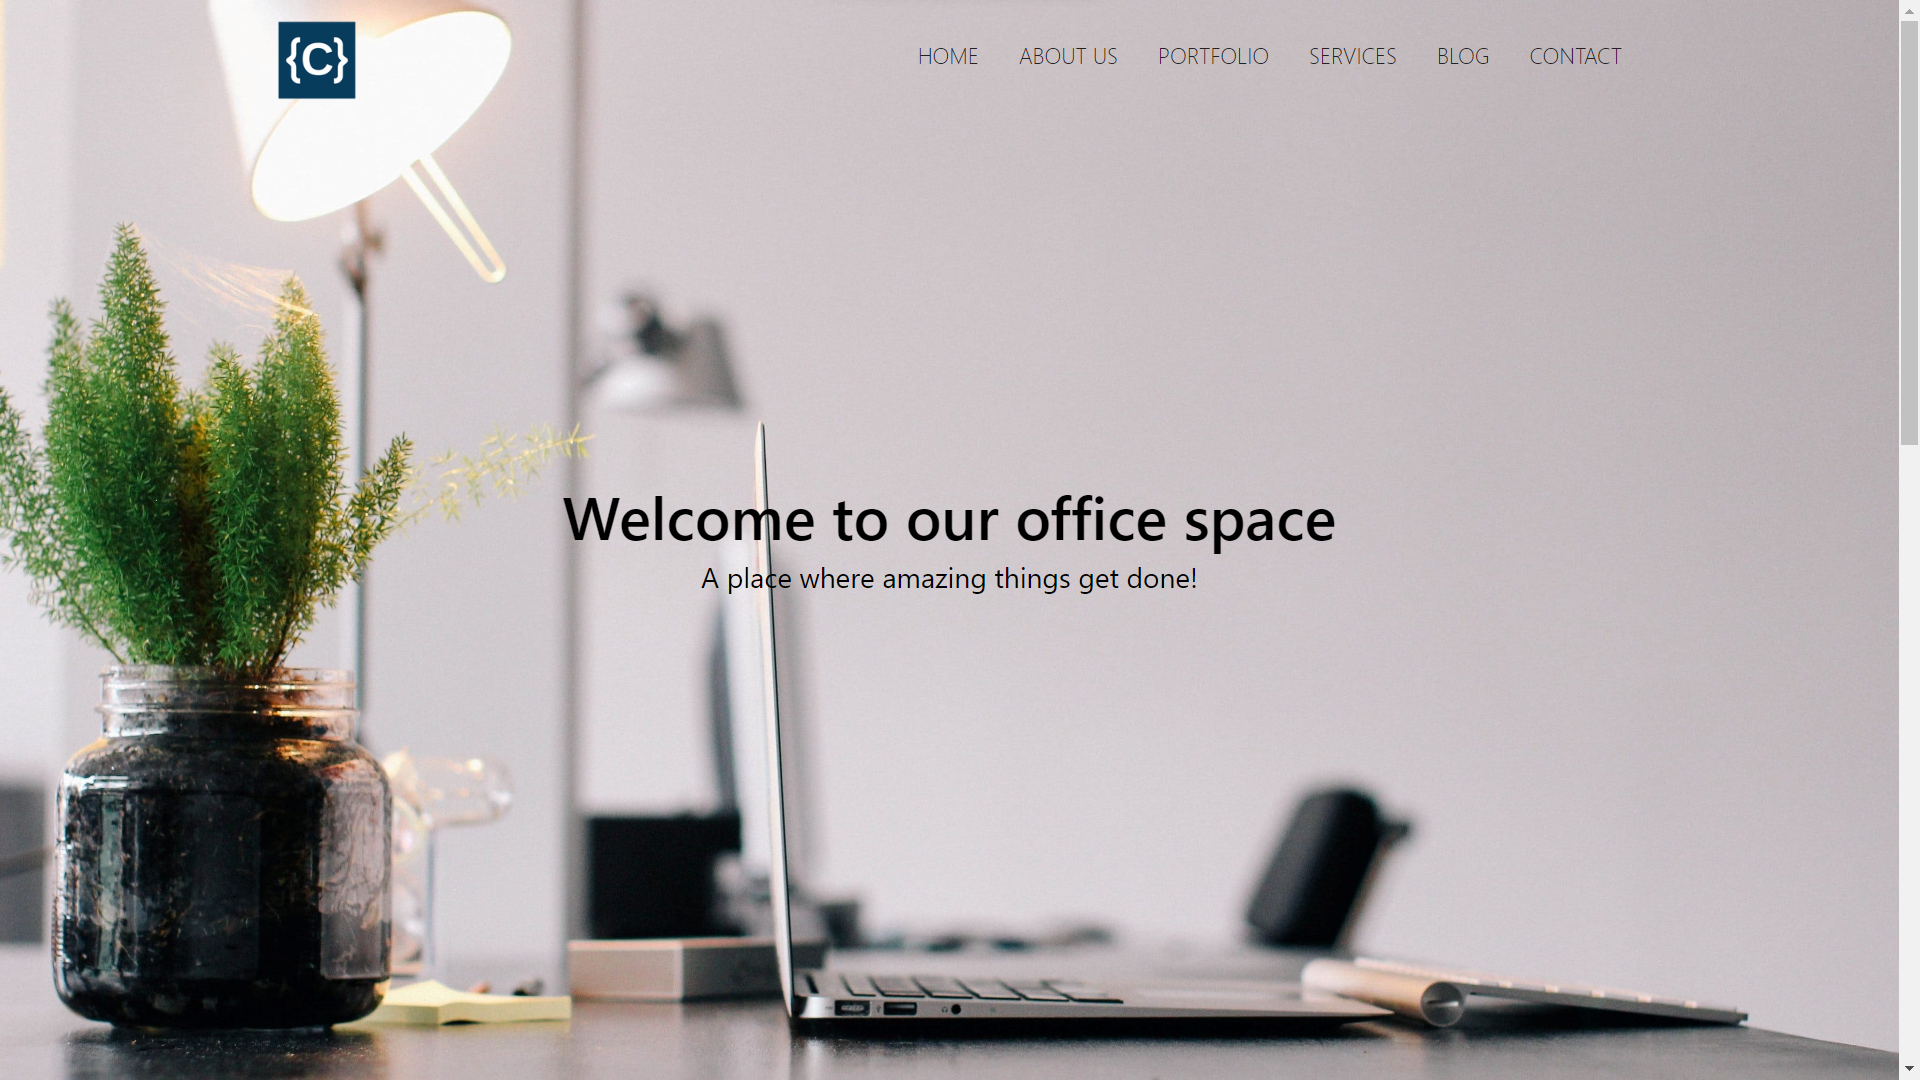 {C}
HOME ABOUT US PORTFOLIO SERVICES BLOG CONTACT
Welcome to our office space
A place where amazing things get done!